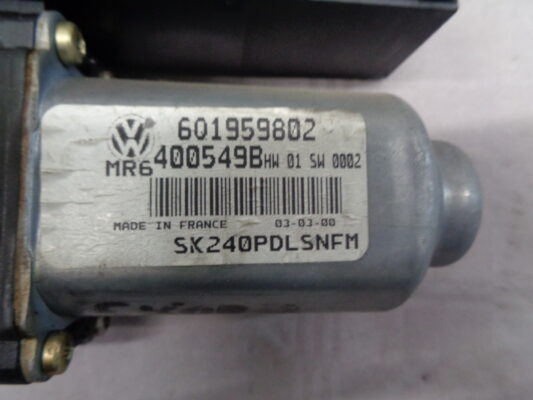 6Q1959802
MR6 400549B HW 01 SW 0002
MADE IN FRANCE 03-03-00
SK240PDLSNFM